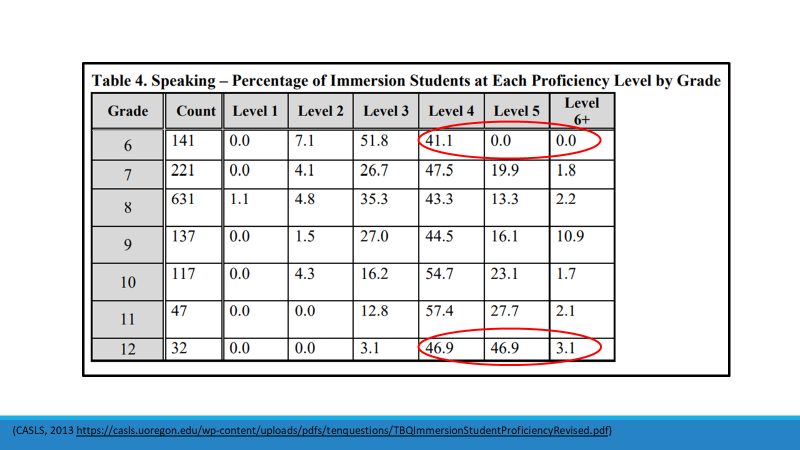 Table 4. Speaking – Percentage of Immersion Students at Each Proficiency Level by Grade
Grade Count Level 1 Level 2 Level 3 Level 4 Level 5 Level 6+
6 141 0.0 7.1 51.8 41.1 0.0 0.0
7 221 0.0 4.1 26.7 47.5 19.9 1.8
8 631 1.1 4.8 35.3 43.3 13.3 2.2
9 137 0.0 1.5 27.0 44.5 16.1 10.9
10 117 0.0 4.3 16.2 54.7 23.1 1.7
11 47 0.0 0.0 12.8 57.4 27.7 2.1
12 32 0.0 0.0 3.1 46.9 46.9 3.1
(CASLS, 2013 https://casls.uoregon.edu/wp-content/uploads/pdfs/tenquestions/TBQImmersionStudentProficiencyRevised.pdf)